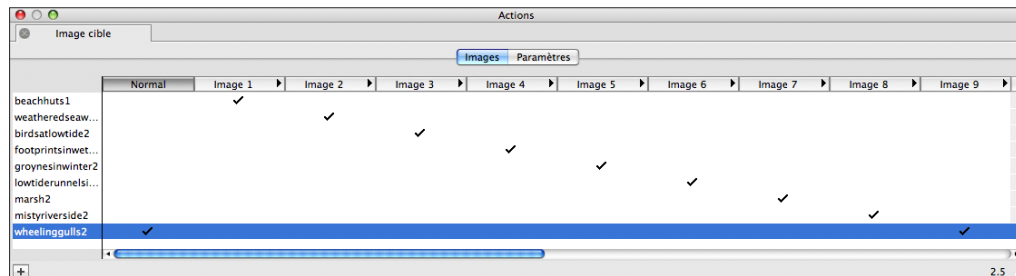 Actions
Image cible
Images Paramètres
Normal Image 1 Image 2 Image 3 Image 4 Image 5 Image 6 Image 7 Image 8 Image 9
beachhuts1
weatheredseaw...
birdsatlowtide2
footprintsinwet...
groynesinwinter2
lowtiderunnelsi...
marsh2
mistyriverside2
wheelinggulls2
2.5